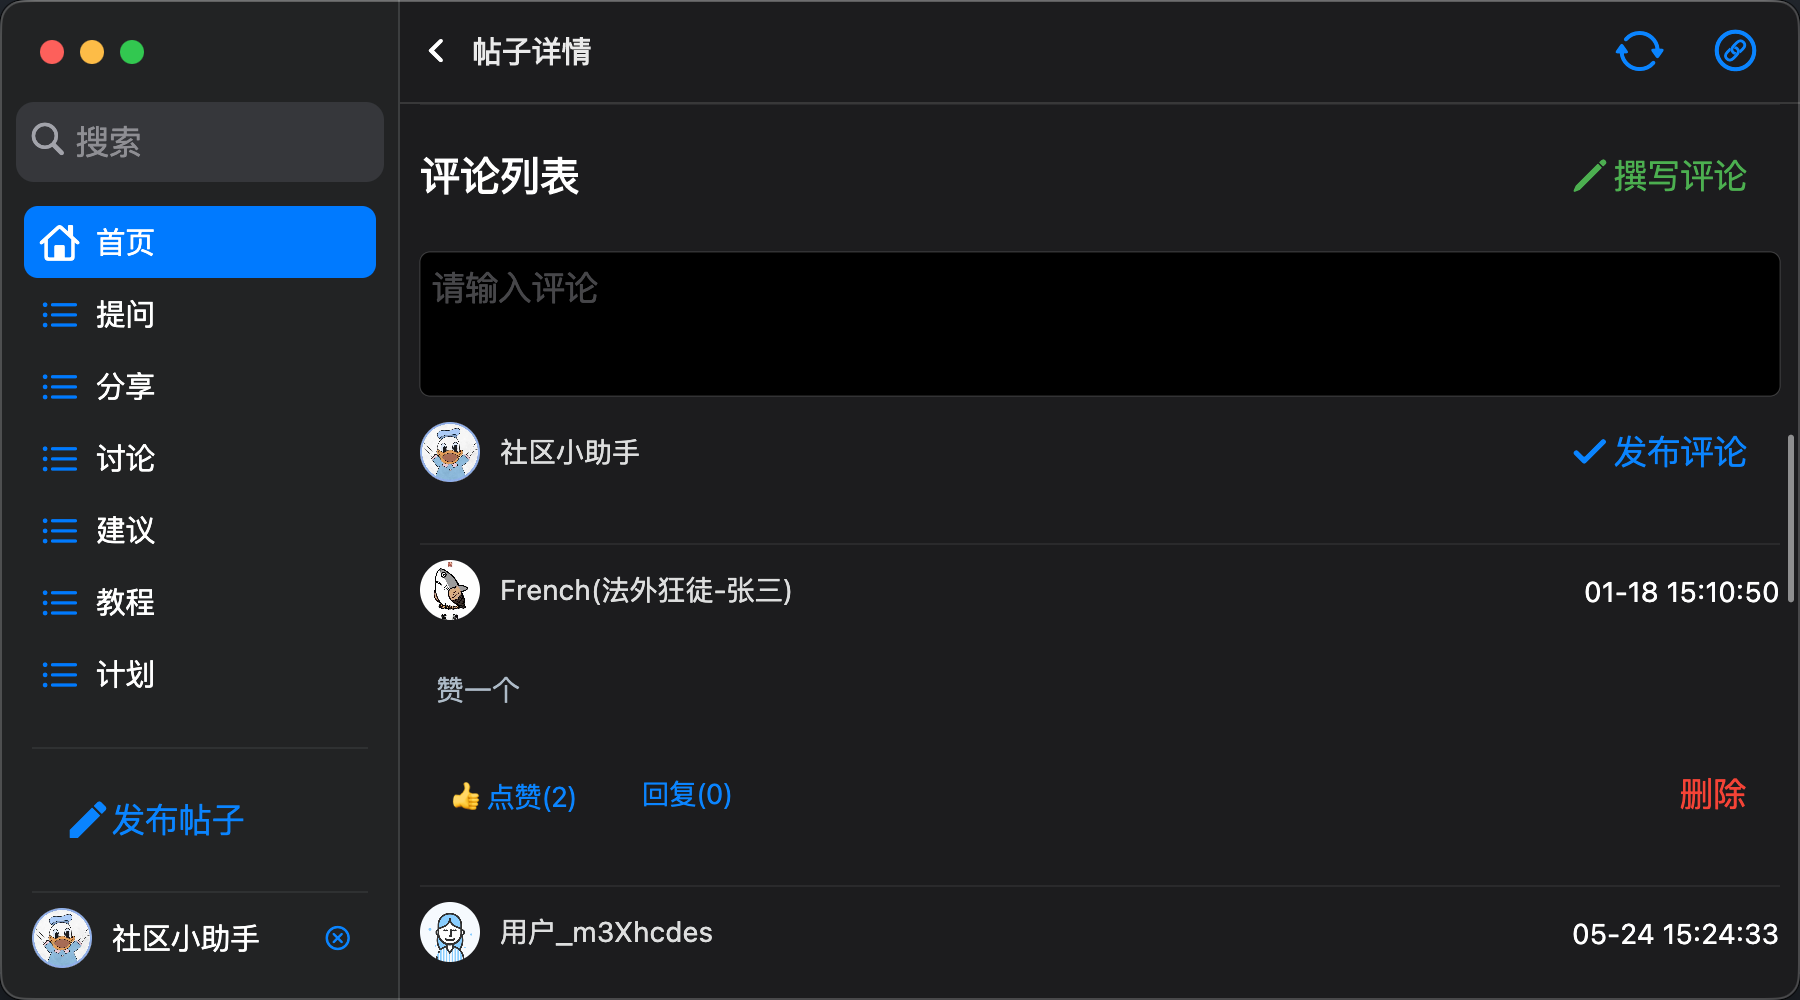 搜索
首页
提问
分享
讨论
建议
教程
计划
发布帖子
社区小助手
帖子详情
评论列表
撰写评论
请输入评论
社区小助手
发布评论
French(法外狂徒-张三)
01-18 15:10:50
赞一个
点赞(2)
回复(0)
删除
用户_m3Xhcdes
05-24 15:24:33